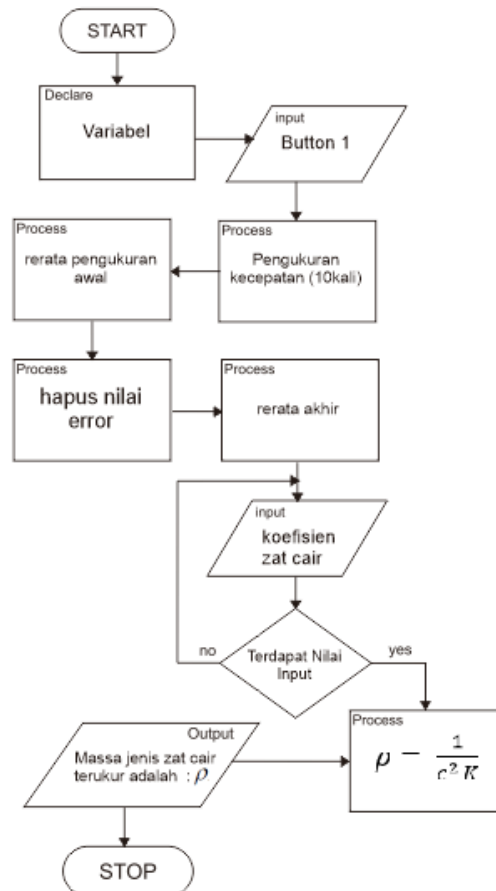 START
Declare
Variabel
input
Button 1
Process
Pengukuran
kecepatan (10kali)
Process
rerata pengukuran
awal
Process
hapus nilai
error
Process
rerata akhir
input
koefisien
zat cair
Terdapat Nilai
Input
no
yes
Process
ρ − 1 / c² K
Output
Massa jenis zat cair
terukur adalah : ρ
STOP